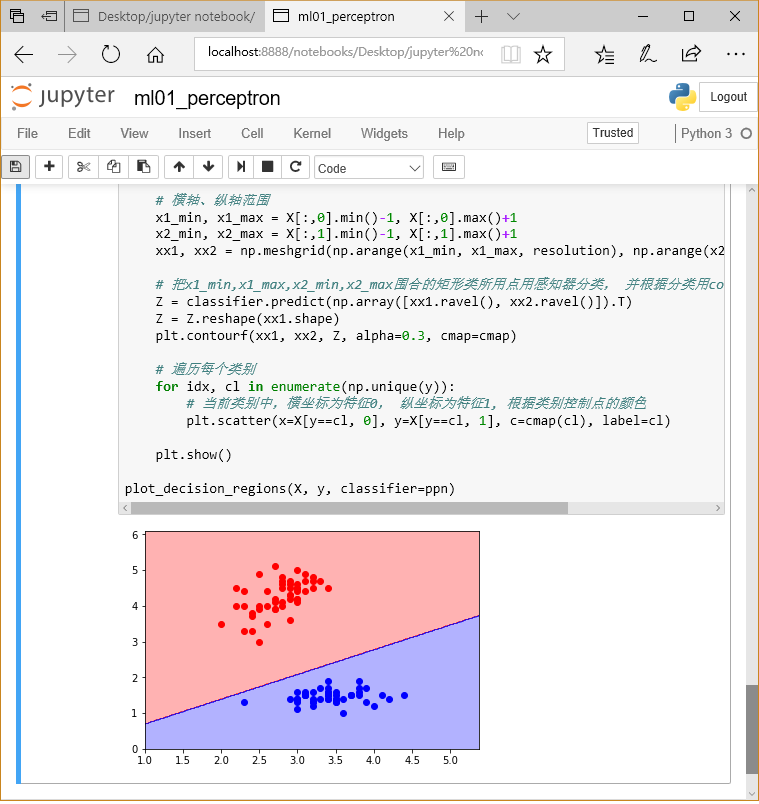 Desktop/jupyter notebook/
ml01_perceptron
localhost:8888/notebooks/Desktop/jupyter%20no
jupyter ml01_perceptron
Logout
File Edit View Insert Cell Kernel Widgets Help
Trusted
Python 3
Code
# 横轴、纵轴范围
x1_min, x1_max = X[:,0].min()-1, X[:,0].max()+1
x2_min, x2_max = X[:,1].min()-1, X[:,1].max()+1
xx1, xx2 = np.meshgrid(np.arange(x1_min, x1_max, resolution), np.arange(x2
# 把x1_min,x1_max,x2_min,x2_max围合的矩形类所用点用感知器分类， 并根据分类用co
Z = classifier.predict(np.array([xx1.ravel(), xx2.ravel()]).T)
Z = Z.reshape(xx1.shape)
plt.contourf(xx1, xx2, Z, alpha=0.3, cmap=cmap)
# 遍历每个类别
for idx, cl in enumerate(np.unique(y)):
# 当前类别中，横坐标为特征0， 纵坐标为特征1, 根据类别控制点的颜色
plt.scatter(x=X[y==cl, 0], y=X[y==cl, 1], c=cmap(cl), label=cl)
plt.show()
plot_decision_regions(X, y, classifier=ppn)
6
5
4
3
2
1
0
1.0 1.5 2.0 2.5 3.0 3.5 4.0 4.5 5.0